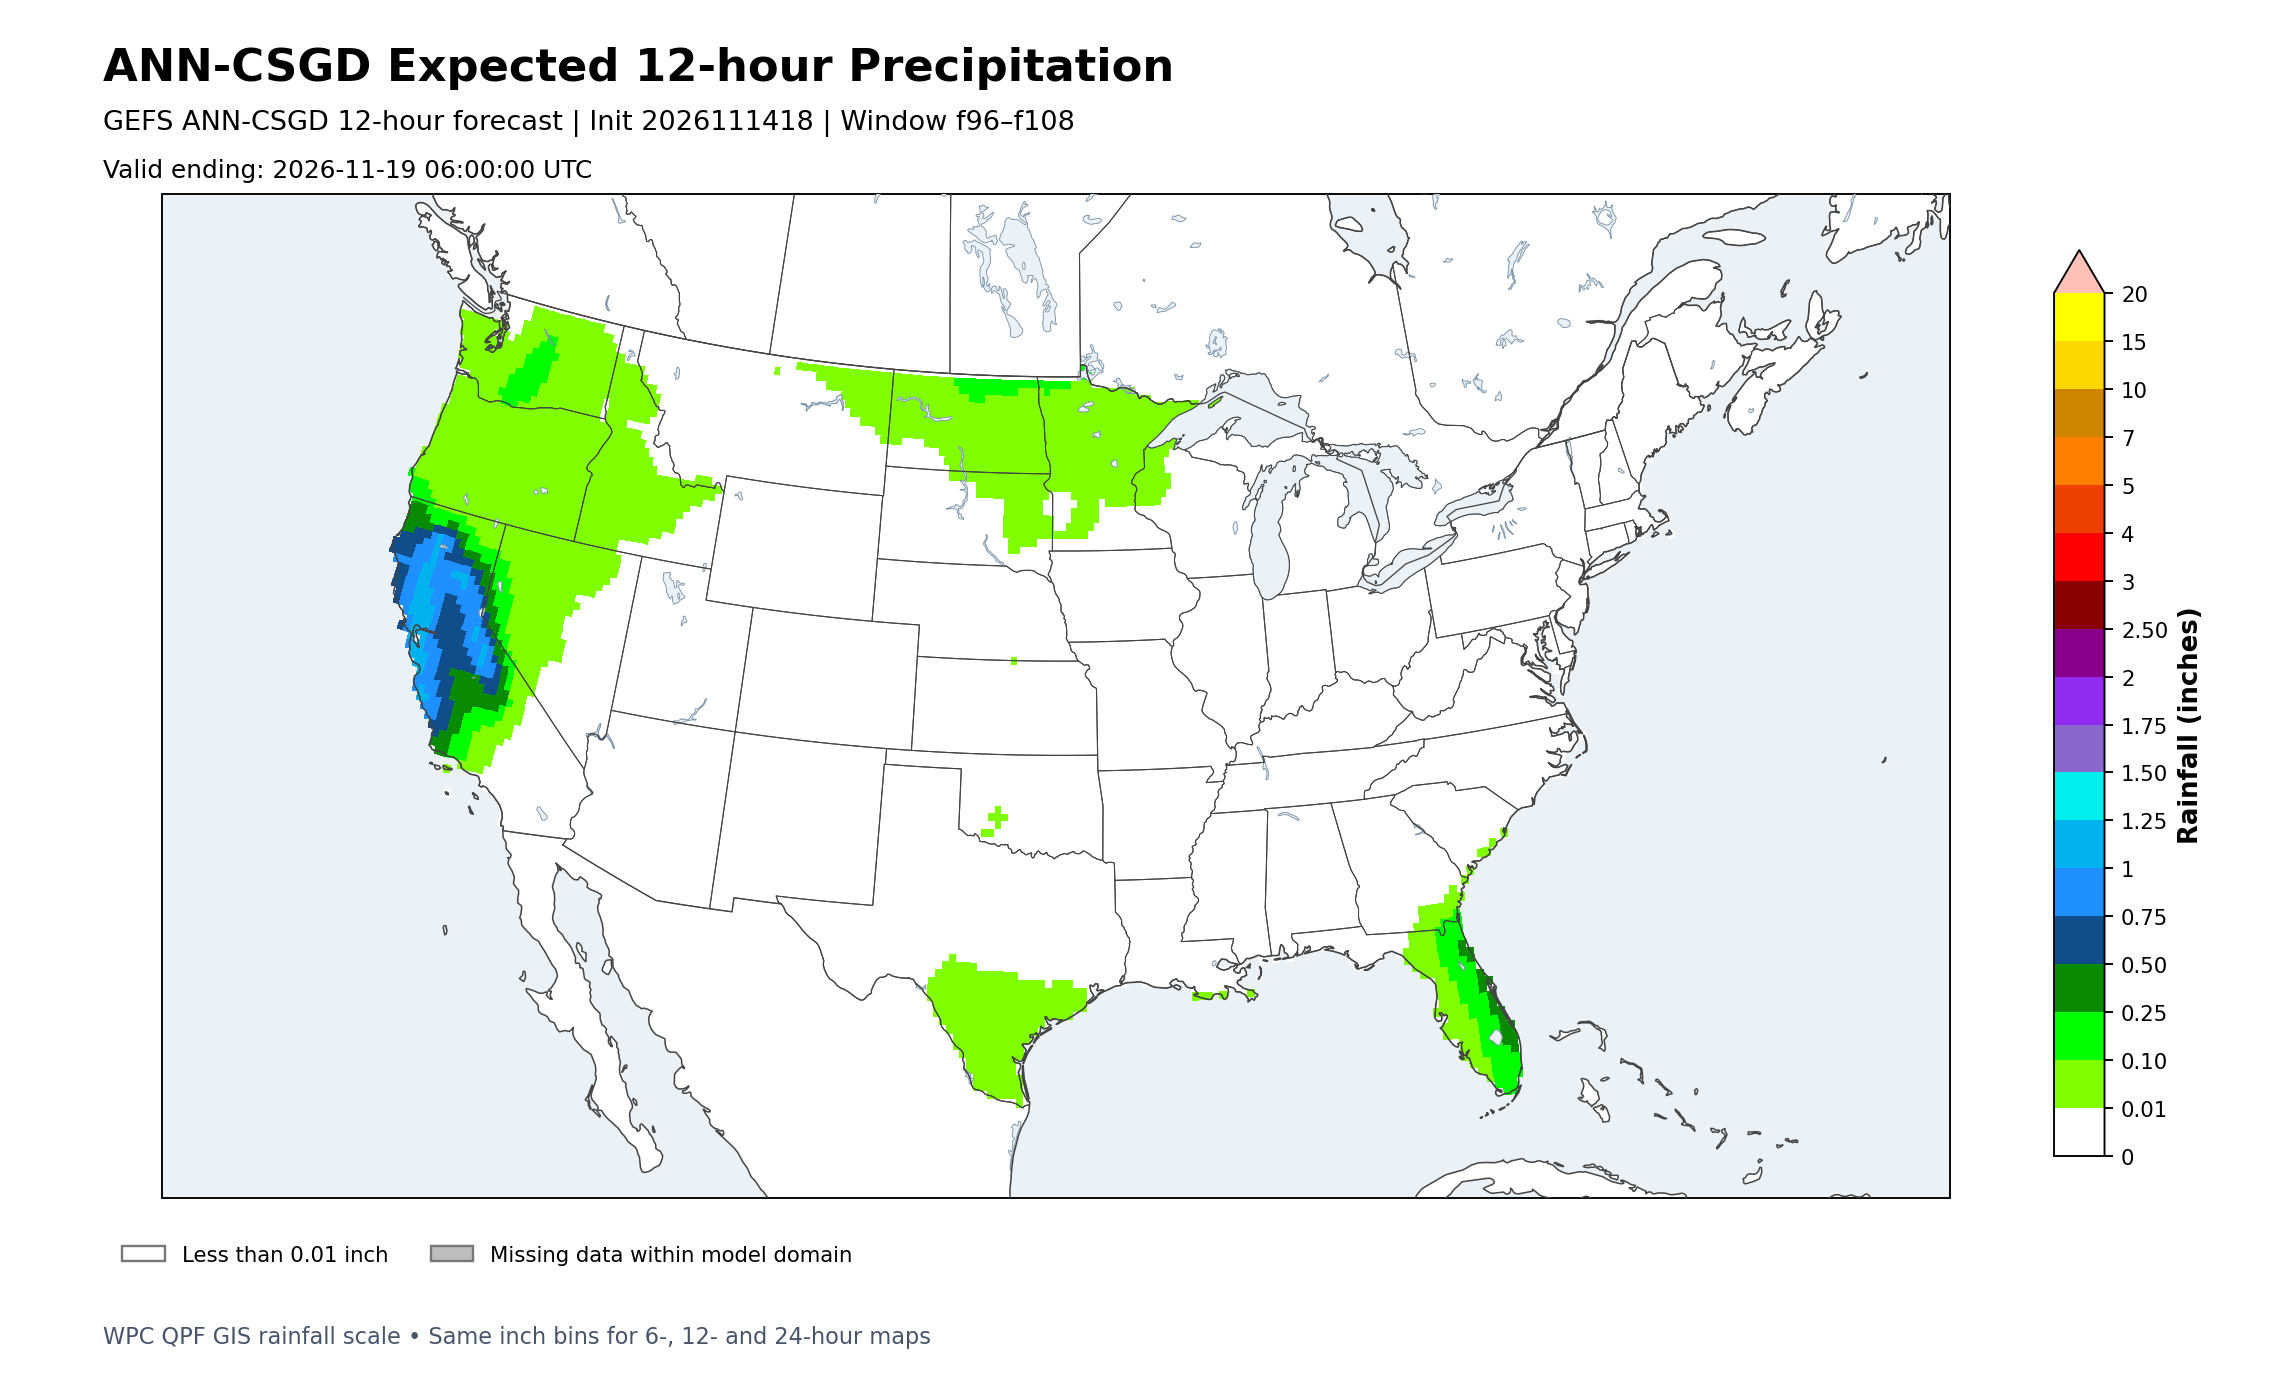 ANN-CSGD Expected 12-hour Precipitation
GEFS ANN-CSGD 12-hour forecast | Init 2026111418 | Window f96–f108
Valid ending: 2026-11-19 06:00:00 UTC
20
15
10
7
5
4
3
2.50
2
1.75
1.50
1.25
1
0.75
0.50
0.25
0.10
0.01
0
Rainfall (inches)
Less than 0.01 inch
Missing data within model domain
WPC QPF GIS rainfall scale • Same inch bins for 6-, 12- and 24-hour maps